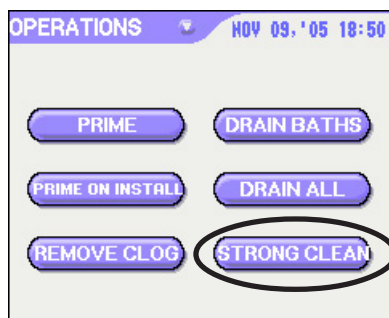 OPERATIONS NOV 09,'05 18:50
PRIME DRAIN BATHS
PRIME ON INSTALL DRAIN ALL
REMOVE CLOG STRONG CLEAN